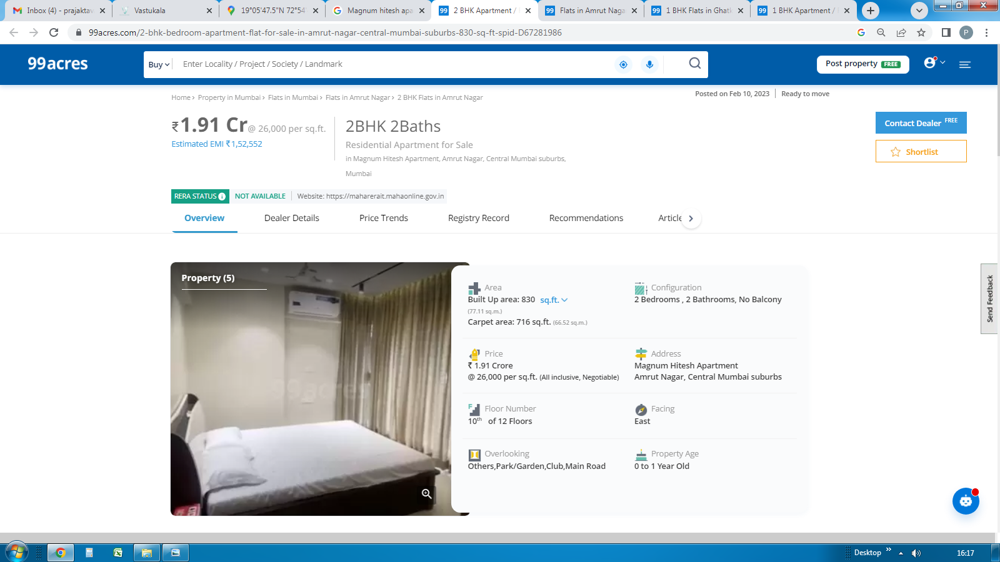 Inbox (4) - prajaktav
Vastukala
19°05'47.5"N 72°54'
Magnum hitesh apa
2 BHK Apartment /
Flats in Amrut Naga
1 BHK Flats in Ghatk
1 BHK Apartment /
99acres.com/2-bhk-bedroom-apartment-flat-for-sale-in-amrut-nagar-central-mumbai-suburbs-830-sq-ft-spid-D67281986
P
99acres
Buy
Enter Locality / Project / Society / Landmark
Post property FREE
Home › Property in Mumbai › Flats in Mumbai › Flats in Amrut Nagar › 2 BHK Flats in Amrut Nagar
Posted on Feb 10, 2023 | Ready to move
₹1.91 Cr @ 26,000 per sq.ft.
Estimated EMI ₹1,52,552
2BHK 2Baths
Residential Apartment for Sale
in Magnum Hitesh Apartment, Amrut Nagar, Central Mumbai suburbs,
Mumbai
Contact Dealer FREE
Shortlist
RERA STATUS i NOT AVAILABLE | Website: https://maharerait.mahaonline.gov.in
Overview
Dealer Details
Price Trends
Registry Record
Recommendations
Article
Property (5)
99acres
Area
Built Up area: 830 sq.ft.
(77.11 sq.m.)
Carpet area: 716 sq.ft. (66.52 sq.m.)
Configuration
2 Bedrooms , 2 Bathrooms, No Balcony
Price
₹ 1.91 Crore
@ 26,000 per sq.ft. (All inclusive, Negotiable)
Address
Magnum Hitesh Apartment
Amrut Nagar, Central Mumbai suburbs
Floor Number
10th of 12 Floors
Facing
East
Overlooking
Others,Park/Garden,Club,Main Road
Property Age
0 to 1 Year Old
Send Feedback
Desktop
16:17